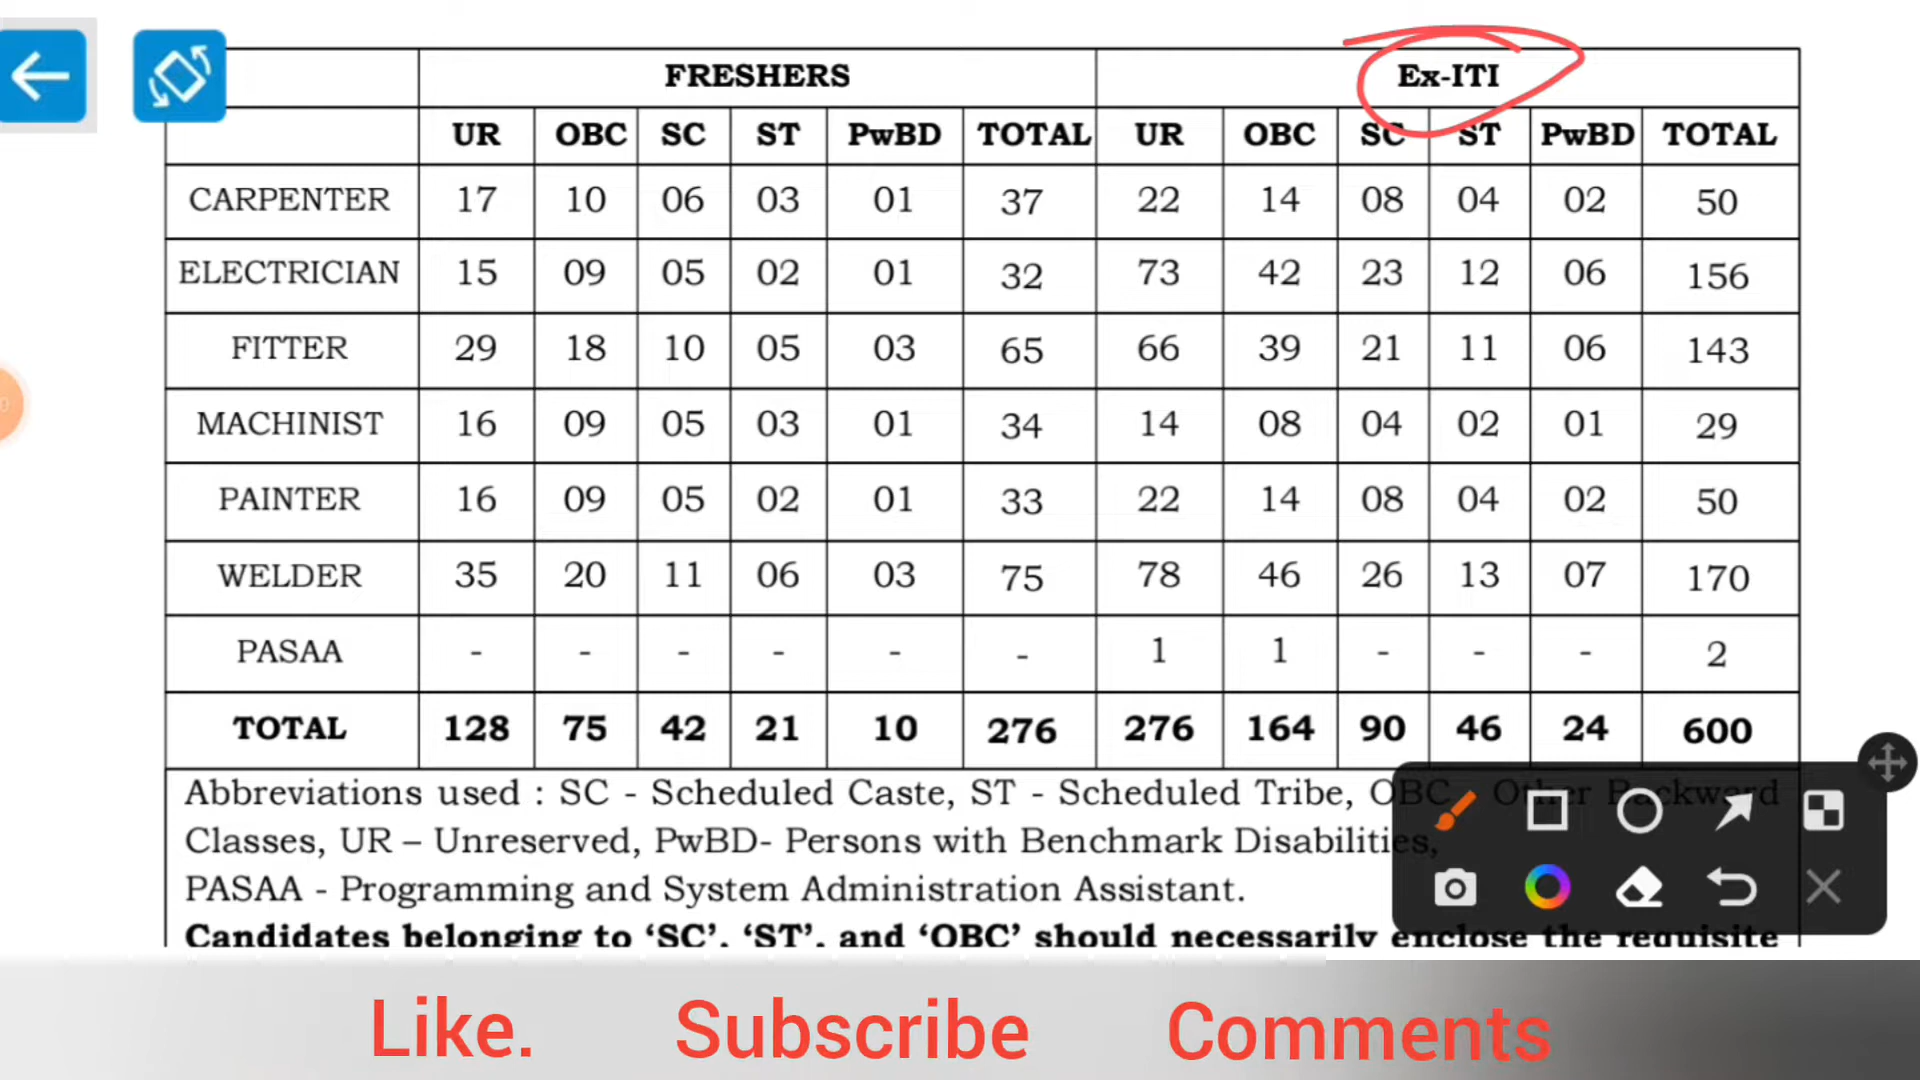 FRESHERS Ex-ITI
UR OBC SC ST PwBD TOTAL UR OBC SC ST PwBD TOTAL
CARPENTER 17 10 06 03 01 37 22 14 08 04 02 50
ELECTRICIAN 15 09 05 02 01 32 73 42 23 12 06 156
FITTER 29 18 10 05 03 65 66 39 21 11 06 143
MACHINIST 16 09 05 03 01 34 14 08 04 02 01 29
PAINTER 16 09 05 02 01 33 22 14 08 04 02 50
WELDER 35 20 11 06 03 75 78 46 26 13 07 170
PASAA - - - - - - 1 1 - - - 2
TOTAL 128 75 42 21 10 276 276 164 90 46 24 600
Abbreviations used : SC - Scheduled Caste, ST - Scheduled Tribe, OBC - Other Backward
Classes, UR – Unreserved, PwBD- Persons with Benchmark Disabilities,
PASAA - Programming and System Administration Assistant.
Candidates belonging to ‘SC’, ‘ST’, and ‘OBC’ should necessarily enclose the requisite
Like. Subscribe Comments